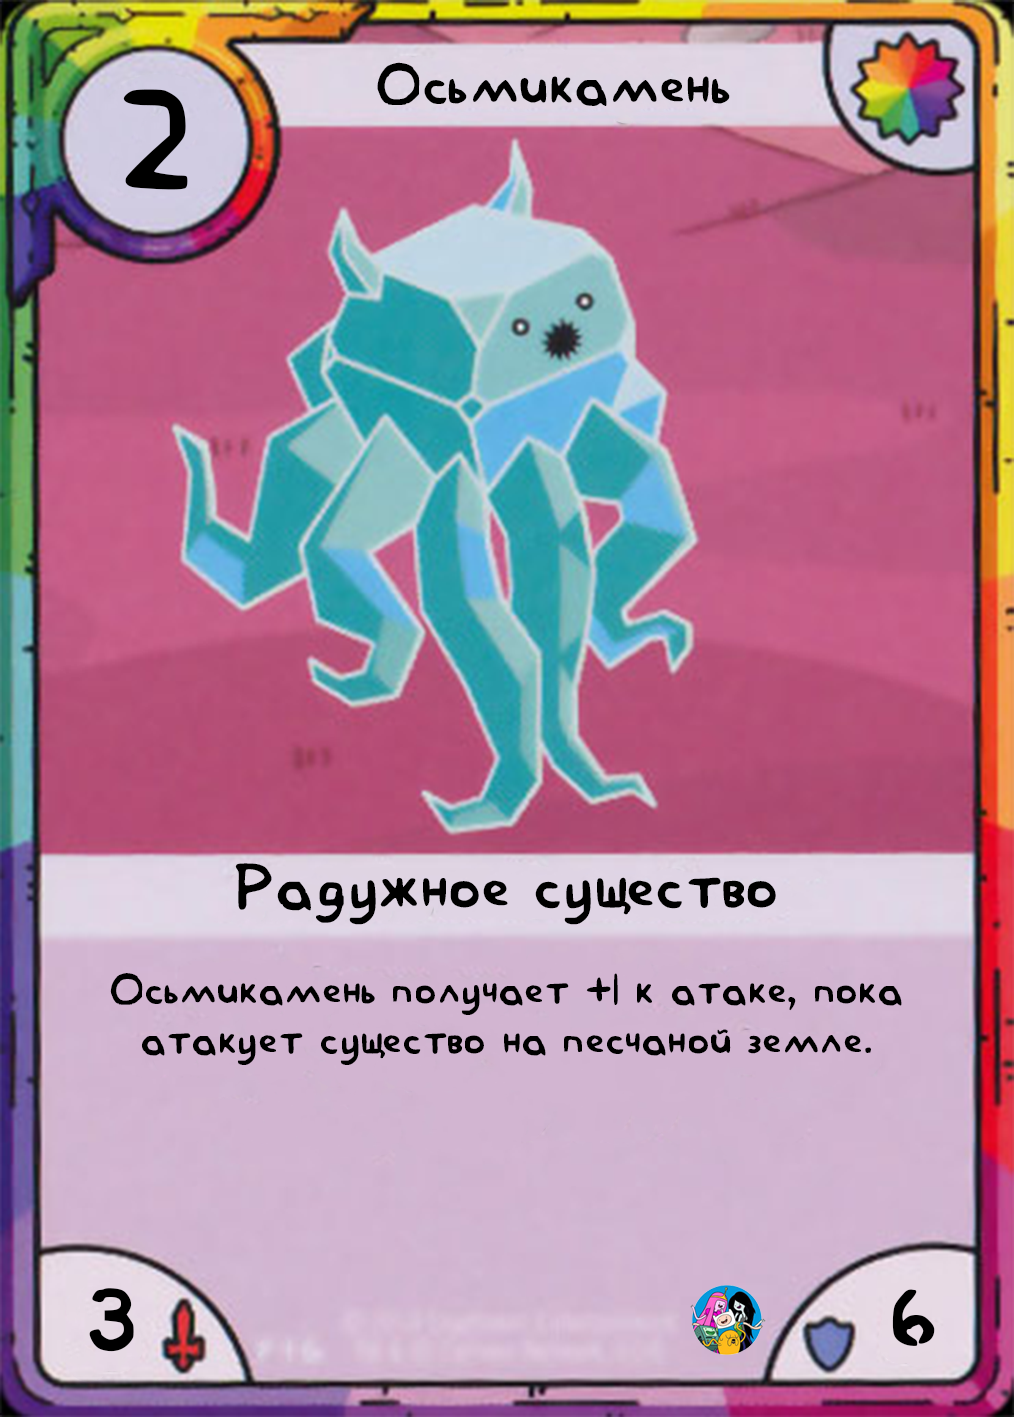 2
Осьмикамень
Радужное существо
Осьмикамень получает +1 к атаке, пока
атакует существо на песчаной земле.
3
6